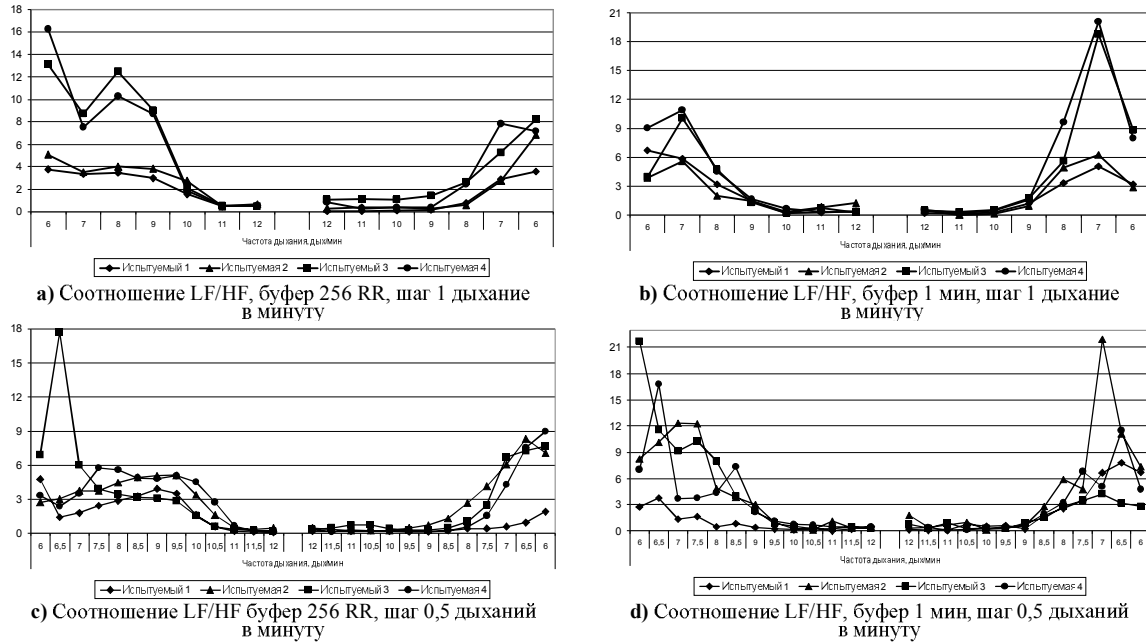 18
16
14
12
10
8
6
4
2
0
6 7 8 9 10 11 12 12 11 10 9 8 7 6
Частота дыхания, дых/мин
Испытуемый 1 Испытуемая 2 Испытуемый 3 Испытуемая 4
a) Соотношение LF/HF, буфер 256 RR, шаг 1 дыхание
в минуту
21
18
15
12
9
6
3
0
6 7 8 9 10 11 12 12 11 10 9 8 7 6
Частота дыхания, дых/мин
Испытуемый 1 Испытуемая 2 Испытуемый 3 Испытуемая 4
b) Соотношение LF/HF, буфер 1 мин, шаг 1 дыхание
в минуту
18
15
12
9
6
3
0
6 6,5 7 7,5 8 8,5 9 9,5 10 10,5 11 11,5 12 12 11,5 11 10,5 10 9,5 9 8,5 8 7,5 7 6,5 6
Частота дыхания, дых/мин
Испытуемый 1 Испытуемая 2 Испытуемый 3 Испытуемая 4
c) Соотношение LF/HF буфер 256 RR, шаг 0,5 дыханий
в минуту
21
18
15
12
9
6
3
0
6 6,5 7 7,5 8 8,5 9 9,5 10 10,5 11 11,5 12 12 11,5 11 10,5 10 9,5 9 8,5 8 7,5 7 6,5 6
Частота дыхания, дых/мин
Испытуемый 1 Испытуемая 2 Испытуемый 3 Испытуемая 4
d) Соотношение LF/HF, буфер 1 мин, шаг 0,5 дыханий
в минуту